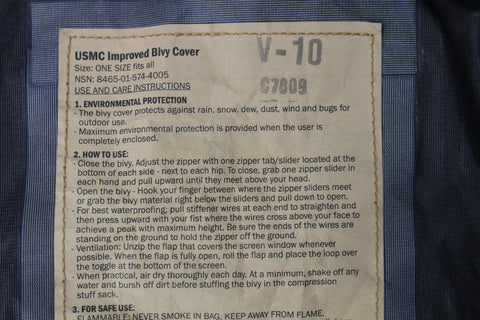 USMC Improved Bivy Cover
Size: ONE SIZE fits all
NSN: 8465-01-574-4005
USE AND CARE INSTRUCTIONS
V-10
C7809
1. ENVIRONMENTAL PROTECTION
- The bivy cover protects against rain, snow, dew, dust, wind and bugs for
outdoor use.
- Maximum environmental protection is provided when the user is
completely enclosed.
2. HOW TO USE:
- Close the bivy. Adjust the zipper with one zipper tab/slider located at the
bottom of each side - next to each hip. To close, grab one zipper slider in
each hand and pull upward until they meet above your head.
- Open the bivy - Hook your finger between where the zipper sliders meet
or grab the bivy material right below the sliders and pull down to open.
- For best waterproofing; pull stiffener wires at each end to straighten and
then press upward with your fist where the wires cross above your face to
achieve a peak with maximum height. Be sure the ends of the wires are
standing on the ground to hold the zipper off the ground.
- Ventilation: Unzip the flap that covers the screen window whenever
possible. When the flap is fully open, roll the flap and place the loop over
the toggle at the bottom of the screen.
- When practical, air dry thoroughly each day. At a minimum, shake off any
water and bursh off dirt before stuffing the bivy in the compression
stuff sack.
3. FOR SAFE USE:
FLAMMABLE: NEVER SMOKE IN BAG. KEEP AWAY FROM FLAME.